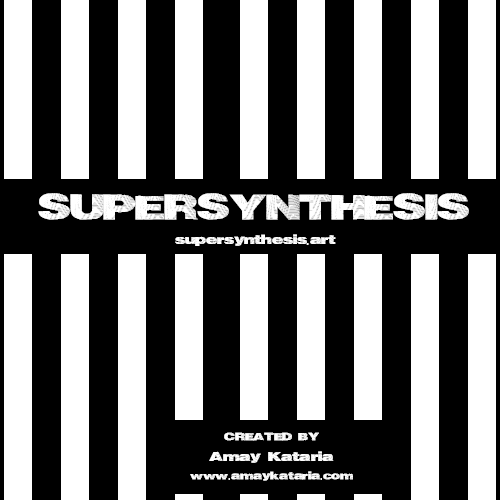 SUPERSYNTHESIS
supersynthesis.art
CREATED BY
Amay Kataria
www.amaykataria.com